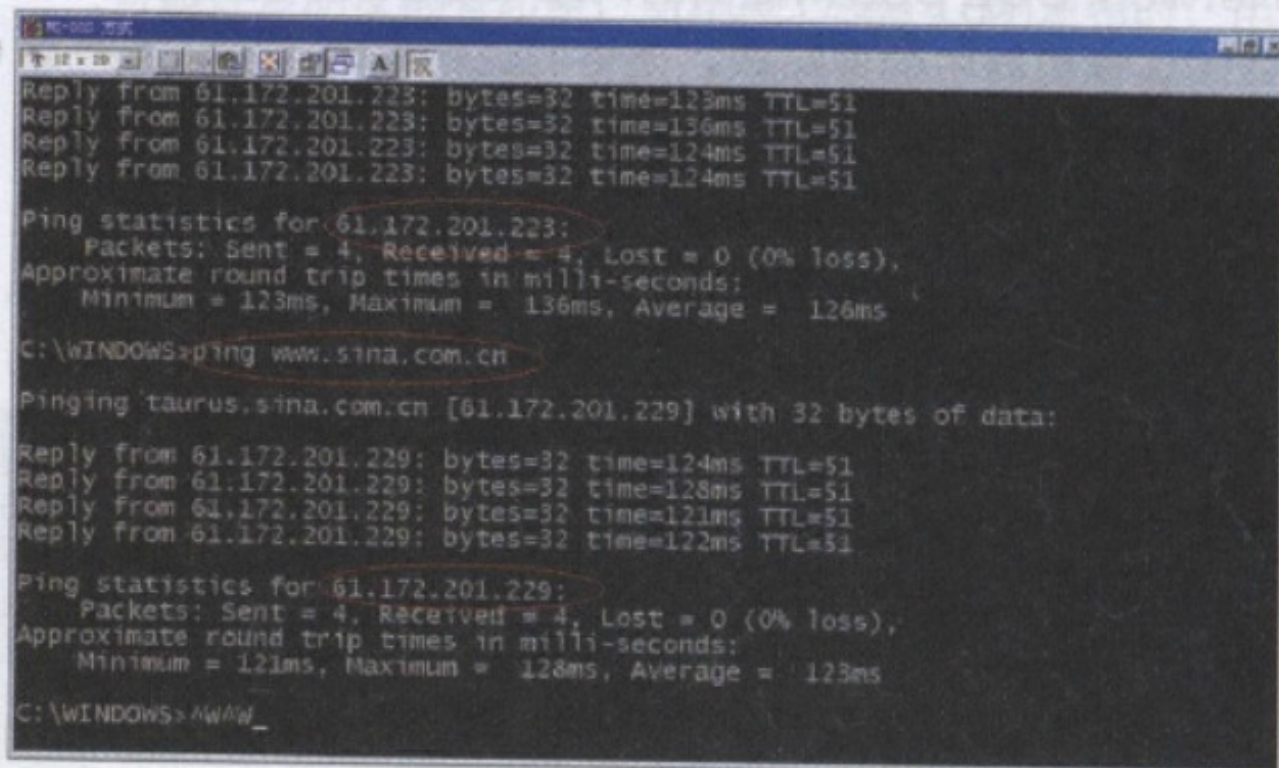 MS-DOS 方式
12 x 20
A
Reply from 61.172.201.223: bytes=32 time=123ms TTL=51
Reply from 61.172.201.223: bytes=32 time=136ms TTL=51
Reply from 61.172.201.223: bytes=32 time=124ms TTL=51
Reply from 61.172.201.223: bytes=32 time=124ms TTL=51
Ping statistics for 61.172.201.223:
Packets: Sent = 4, Received = 4, Lost = 0 (0% loss),
Approximate round trip times in milli-seconds:
Minimum = 123ms, Maximum = 136ms, Average = 126ms
C:\WINDOWS>ping www.sina.com.cn
Pinging taurus.sina.com.cn [61.172.201.229] with 32 bytes of data:
Reply from 61.172.201.229: bytes=32 time=124ms TTL=51
Reply from 61.172.201.229: bytes=32 time=128ms TTL=51
Reply from 61.172.201.229: bytes=32 time=121ms TTL=51
Reply from 61.172.201.229: bytes=32 time=122ms TTL=51
Ping statistics for 61.172.201.229:
Packets: Sent = 4, Received = 4, Lost = 0 (0% loss),
Approximate round trip times in milli-seconds:
Minimum = 121ms, Maximum = 128ms, Average = 123ms
C:\WINDOWS>^W^W_